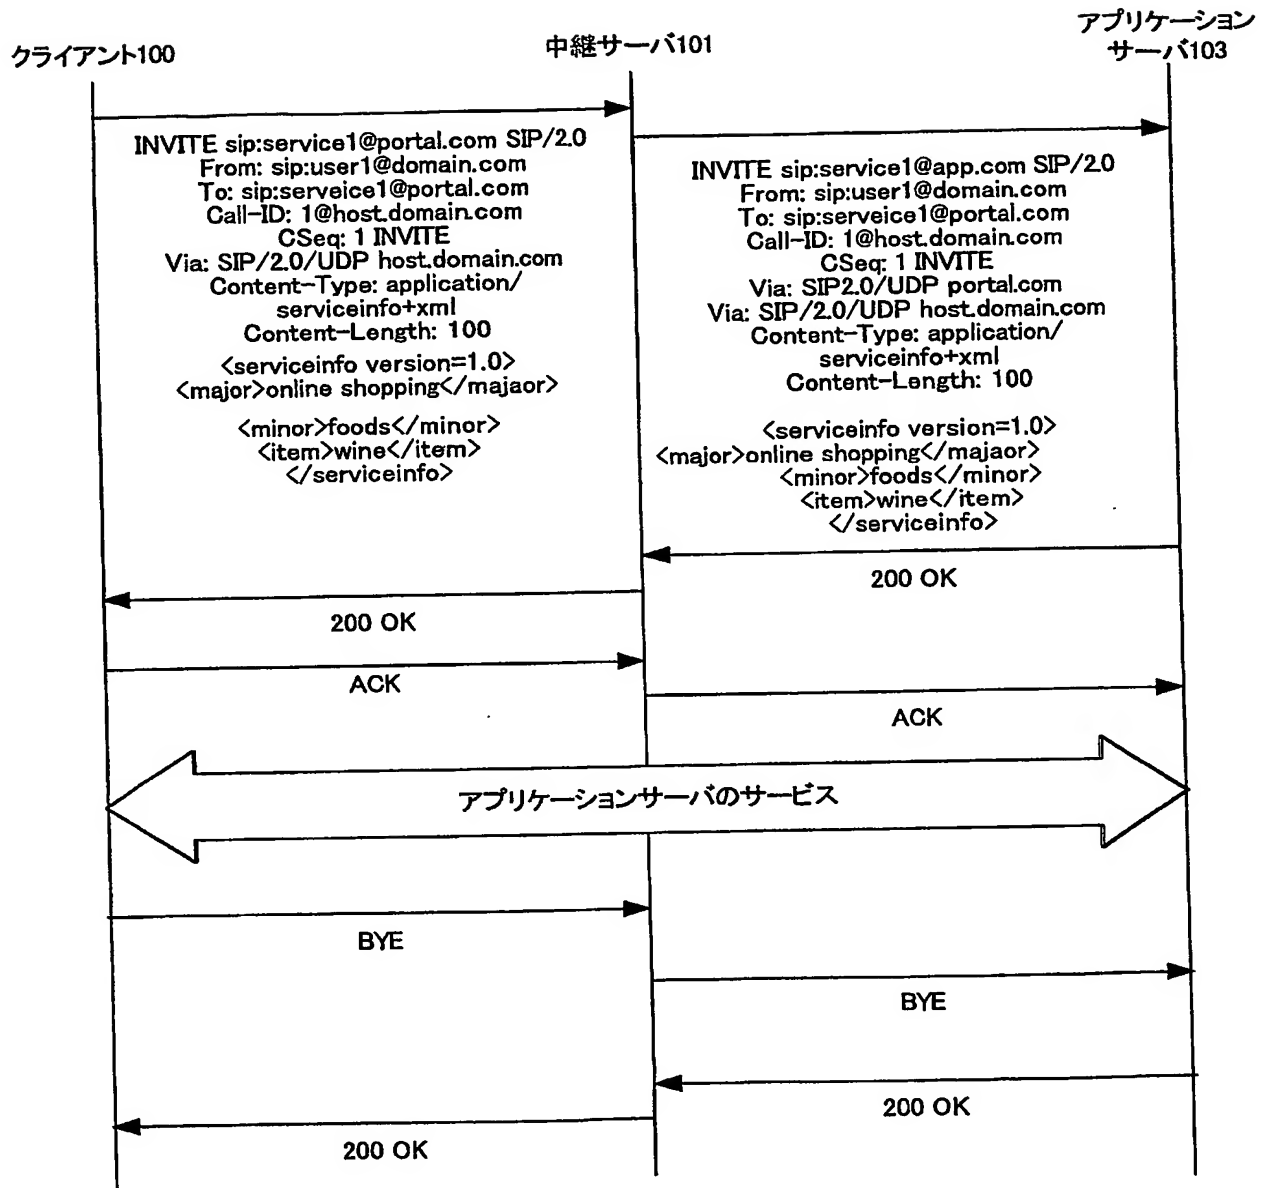 クライアント100
中継サーバ101
アプリケーション
サーバ103
INVITE sip:service1@portal.com SIP/2.0
From: sip:user1@domain.com
To: sip:serveice1@portal.com
Call-ID: 1@host.domain.com
CSeq: 1 INVITE
Via: SIP/2.0/UDP host.domain.com
Content-Type: application/
serviceinfo+xml
Content-Length: 100
<serviceinfo version=1.0>
<major>online shopping</majaor>
<minor>foods</minor>
<item>wine</item>
</serviceinfo>
INVITE sip:service1@app.com SIP/2.0
From: sip:user1@domain.com
To: sip:serveice1@portal.com
Call-ID: 1@host.domain.com
CSeq: 1 INVITE
Via: SIP2.0/UDP portal.com
Via: SIP/2.0/UDP host.domain.com
Content-Type: application/
serviceinfo+xml
Content-Length: 100
<serviceinfo version=1.0>
<major>online shopping</majaor>
<minor>foods</minor>
<item>wine</item>
</serviceinfo>
200 OK
200 OK
ACK
ACK
アプリケーションサーバのサービス
BYE
BYE
200 OK
200 OK